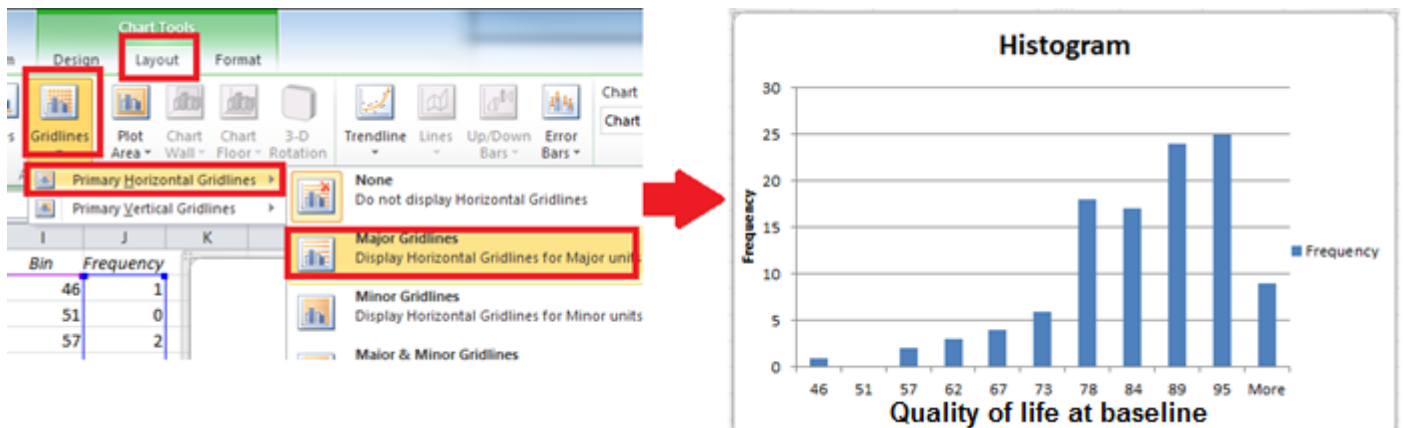 Chart Tools
Design Layout Format
Gridlines
Plot Area
Chart Wall
Chart Floor
3-D Rotation
Trendline
Lines
Up/Down Bars
Error Bars
Chart
Chart
Primary Horizontal Gridlines
Primary Vertical Gridlines
None
Do not display Horizontal Gridlines
Major Gridlines
Display Horizontal Gridlines for Major units
Minor Gridlines
Display Horizontal Gridlines for Minor units
Major & Minor Gridlines
I J K
Bin Frequency
46 1
51 0
57 2
Histogram
30
25
20
15
10
5
0
Frequency
46 51 57 62 67 73 78 84 89 95 More
Quality of life at baseline
Frequency